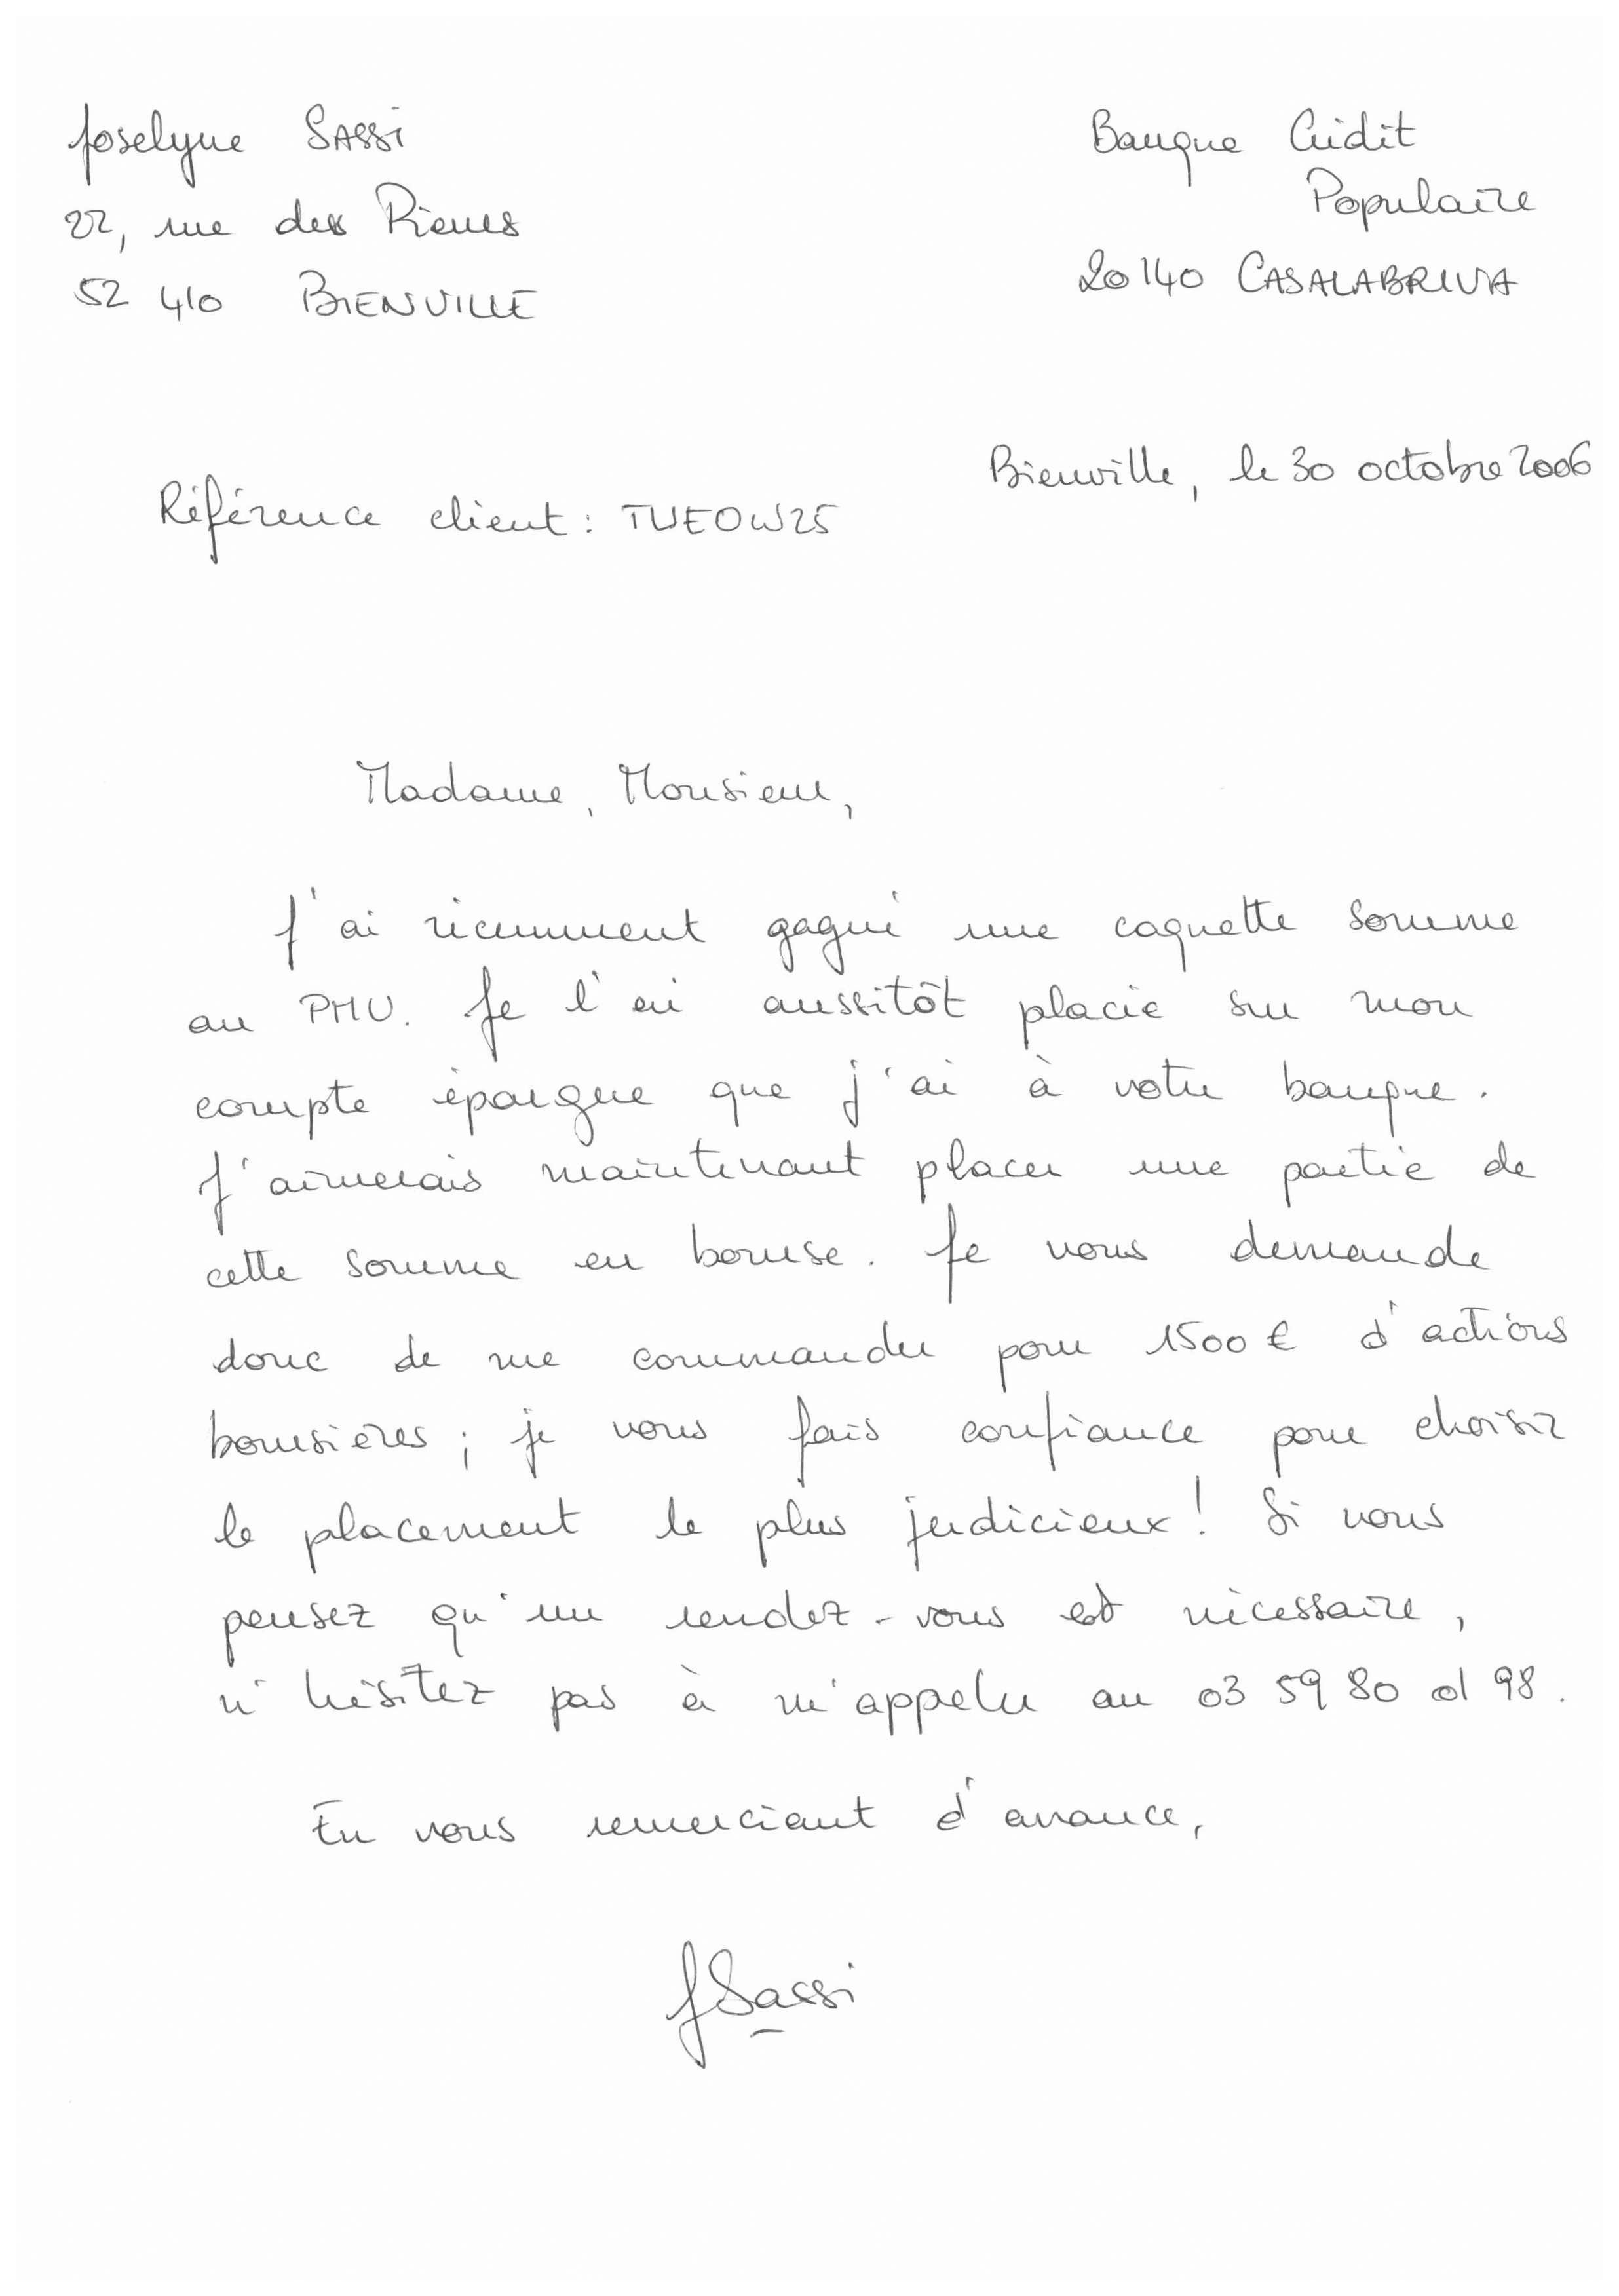 Joselyne SASSI
22, rue des Pierres
52 410 BIENVILLE
Banque Crédit
Populaire
20140 CASALABRIVA
Bienville, le 30 octobre 2006
Référence client : TUEOW25
Madame, Monsieur,
J'ai récemment gagné une coquette somme
au PMU. Je l'ai aussitôt placée sur mon
compte épargne que j'ai à votre banque.
J'aimerais maintenant placer une partie de
cette somme en bourse. Je vous demande
donc de me commander pour 1500 € d'actions
boursières ; je vous fais confiance pour choisir
le placement le plus judicieux ! Si vous
pensez qu'un rendez-vous est nécessaire,
n'hésitez pas à m'appeler au 03 59 80 01 98.
En vous remerciant d'avance,
JSassi